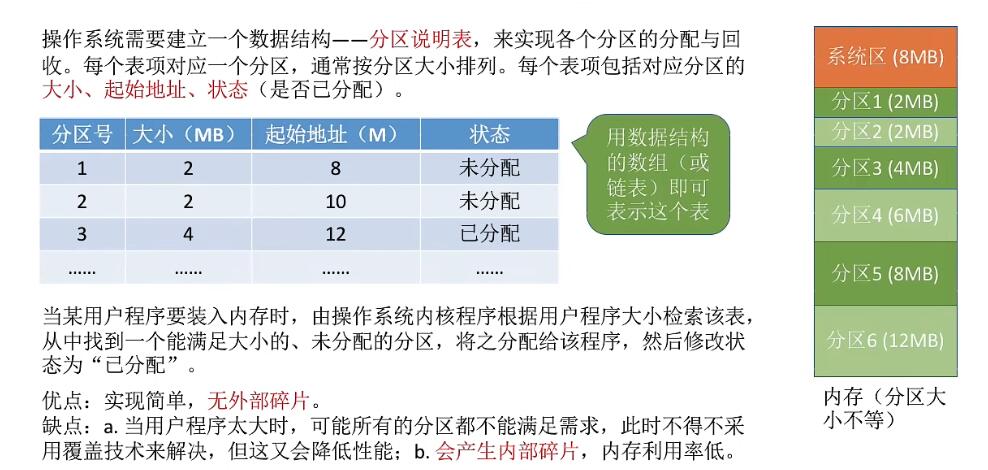 操作系统需要建立一个数据结构——分区说明表，来实现各个分区的分配与回
收。每个表项对应一个分区，通常按分区大小排列。每个表项包括对应分区的
大小、起始地址、状态（是否已分配）。
分区号 大小（MB） 起始地址（M） 状态
1 2 8 未分配
2 2 10 未分配
3 4 12 已分配
...... ...... ...... ......
用数据结构
的数组（或
链表）即可
表示这个表
当某用户程序要装入内存时，由操作系统内核程序根据用户程序大小检索该表，
从中找到一个能满足大小的、未分配的分区，将之分配给该程序，然后修改状
态为“已分配”。
优点：实现简单，无外部碎片。
缺点：a. 当用户程序太大时，可能所有的分区都不能满足需求，此时不得不采
用覆盖技术来解决，但这又会降低性能；b. 会产生内部碎片，内存利用率低。
系统区 (8MB)
分区1 (2MB)
分区2 (2MB)
分区3 (4MB)
分区4 (6MB)
分区5 (8MB)
分区6 (12MB)
内存（分区大
小不等）